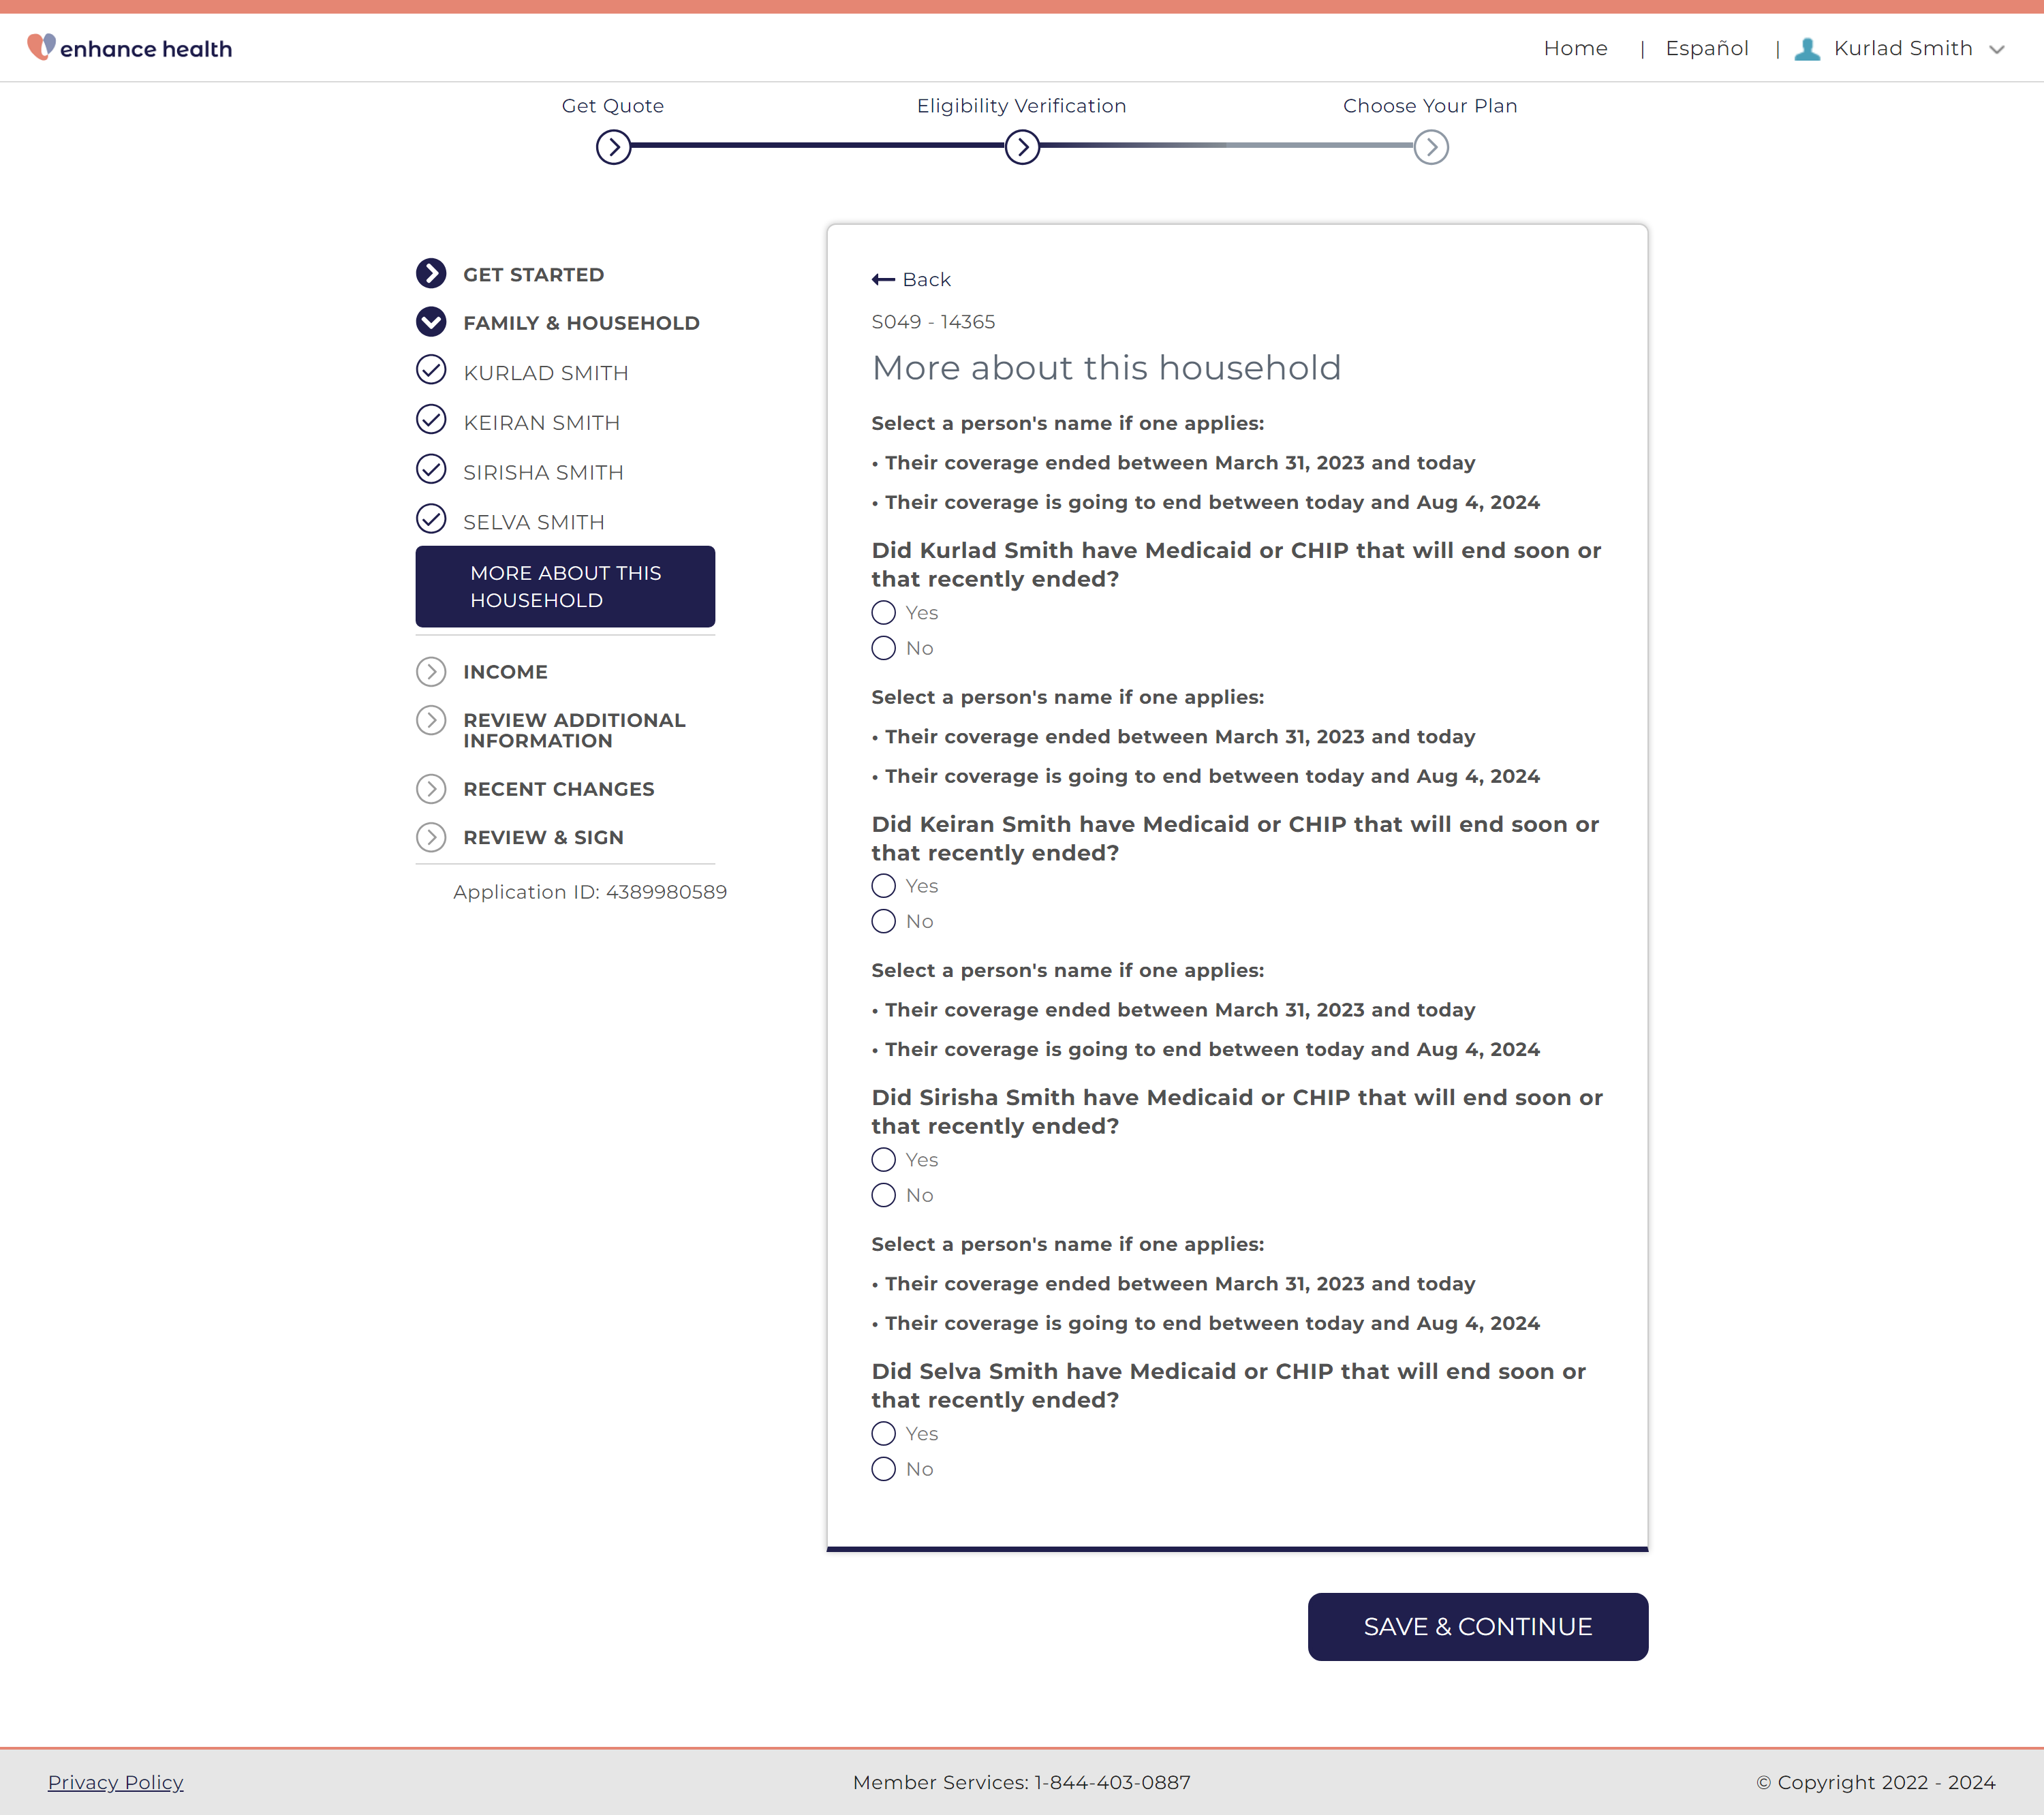 enhance health
Home | Español | Kurlad Smith
Get Quote
Eligibility Verification
Choose Your Plan
GET STARTED
FAMILY & HOUSEHOLD
KURLAD SMITH
KEIRAN SMITH
SIRISHA SMITH
SELVA SMITH
MORE ABOUT THIS
HOUSEHOLD
INCOME
REVIEW ADDITIONAL
INFORMATION
RECENT CHANGES
REVIEW & SIGN
Application ID: 4389980589
Back
S049 - 14365
More about this household
Select a person's name if one applies:
• Their coverage ended between March 31, 2023 and today
• Their coverage is going to end between today and Aug 4, 2024
Did Kurlad Smith have Medicaid or CHIP that will end soon or
that recently ended?
Yes
No
Select a person's name if one applies:
• Their coverage ended between March 31, 2023 and today
• Their coverage is going to end between today and Aug 4, 2024
Did Keiran Smith have Medicaid or CHIP that will end soon or
that recently ended?
Yes
No
Select a person's name if one applies:
• Their coverage ended between March 31, 2023 and today
• Their coverage is going to end between today and Aug 4, 2024
Did Sirisha Smith have Medicaid or CHIP that will end soon or
that recently ended?
Yes
No
Select a person's name if one applies:
• Their coverage ended between March 31, 2023 and today
• Their coverage is going to end between today and Aug 4, 2024
Did Selva Smith have Medicaid or CHIP that will end soon or
that recently ended?
Yes
No
SAVE & CONTINUE
Privacy Policy
Member Services: 1-844-403-0887
© Copyright 2022 - 2024